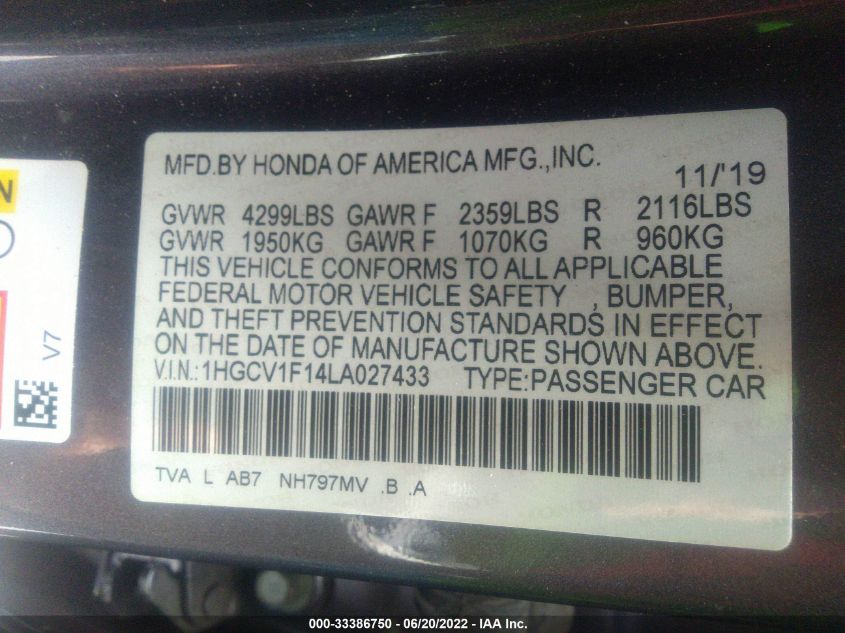 MFD.BY HONDA OF AMERICA MFG.,INC. 11/'19
GVWR 4299LBS GAWR F 2359LBS R 2116LBS
GVWR 1950KG GAWR F 1070KG R 960KG
THIS VEHICLE CONFORMS TO ALL APPLICABLE
FEDERAL MOTOR VEHICLE SAFETY , BUMPER,
AND THEFT PREVENTION STANDARDS IN EFFECT
ON THE DATE OF MANUFACTURE SHOWN ABOVE.
V.I.N.:1HGCV1F14LA027433 TYPE:PASSENGER CAR
TVA L AB7 NH797MV .B .A
V7
000-33386750 — 06/20/2022 — IAA Inc.